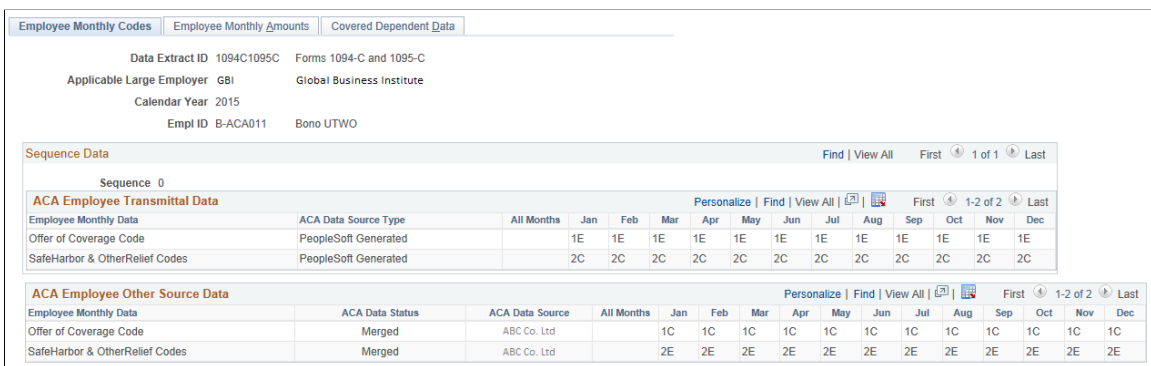 Employee Monthly Codes Employee Monthly Amounts Covered Dependent Data
Data Extract ID 1094C1095C Forms 1094-C and 1095-C
Applicable Large Employer GBI Global Business Institute
Calendar Year 2015
Empl ID B-ACA011 Bono UTWO
Sequence Data Find | View All First 1 of 1 Last
Sequence 0
ACA Employee Transmittal Data Personalize | Find | View All | | First 1-2 of 2 Last
Employee Monthly Data ACA Data Source Type All Months Jan Feb Mar Apr May Jun Jul Aug Sep Oct Nov Dec
Offer of Coverage Code PeopleSoft Generated 1E 1E 1E 1E 1E 1E 1E 1E 1E 1E 1E 1E
SafeHarbor & OtherRelief Codes PeopleSoft Generated 2C 2C 2C 2C 2C 2C 2C 2C 2C 2C 2C 2C
ACA Employee Other Source Data Personalize | Find | View All | | First 1-2 of 2 Last
Employee Monthly Data ACA Data Status ACA Data Source All Months Jan Feb Mar Apr May Jun Jul Aug Sep Oct Nov Dec
Offer of Coverage Code Merged ABC Co. Ltd 1C 1C 1C 1C 1C 1C 1C 1C 1C 1C 1C 1C
SafeHarbor & OtherRelief Codes Merged ABC Co. Ltd 2E 2E 2E 2E 2E 2E 2E 2E 2E 2E 2E 2E